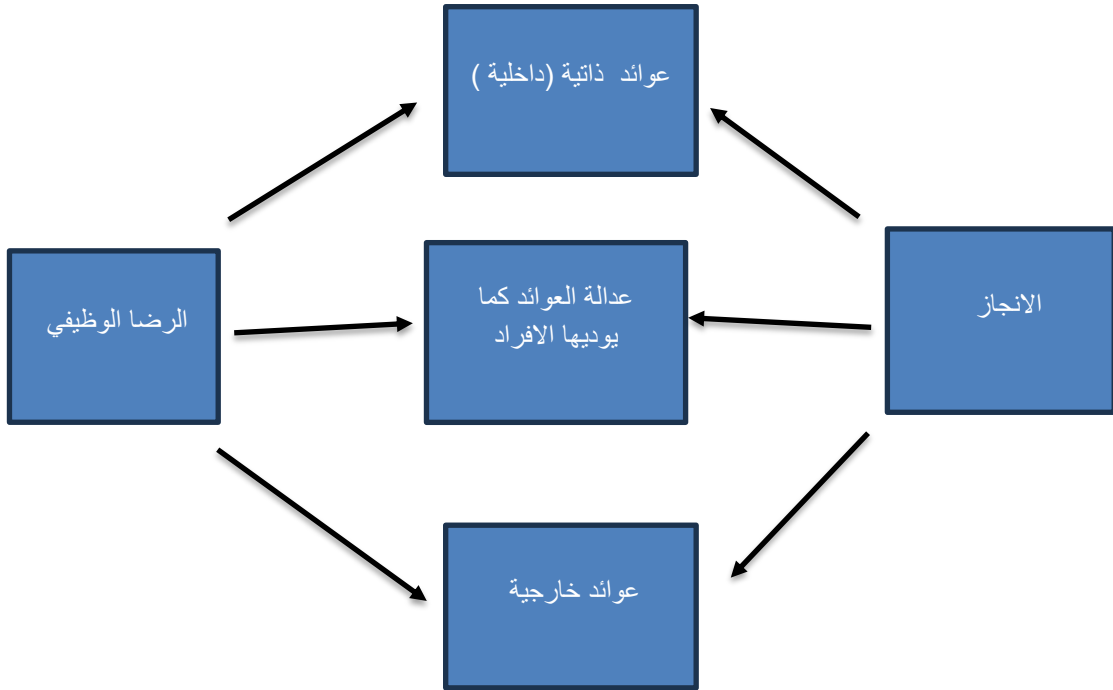 عوائد ذاتية (داخلية )
الانجاز
عدالة العوائد كما
يوديها الافراد
الرضا الوظيفي
عوائد خارجية